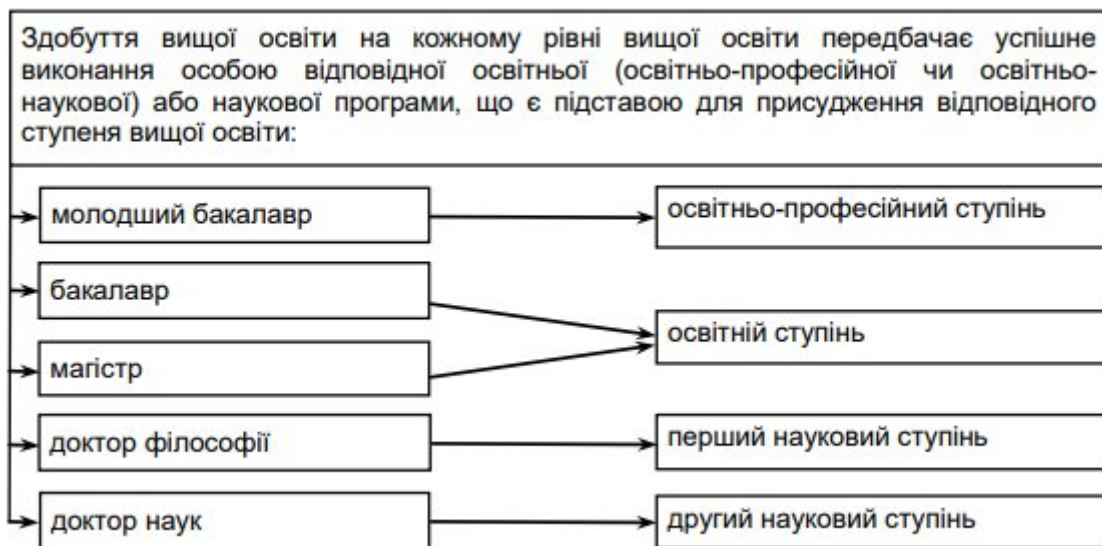 Здобуття вищої освіти на кожному рівні вищої освіти передбачає успішне
виконання особою відповідної освітньої (освітньо-професійної чи освітньо-
наукової) або наукової програми, що є підставою для присудження відповідного
ступеня вищої освіти:
молодший бакалавр
освітньо-професійний ступінь
бакалавр
освітній ступінь
магістр
доктор філософії
перший науковий ступінь
доктор наук
другий науковий ступінь